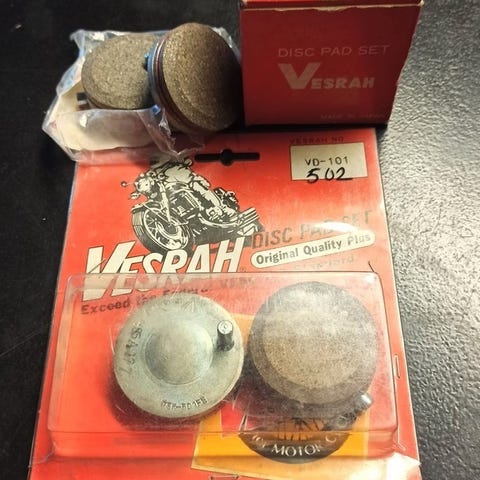 DISC PAD SET
VESRAH
MADE IN JAPAN
VESRAH NO.
VD-101
502
VESRAH
DISC PAD SET
Original Quality Plus
Exceed the
MOTOR